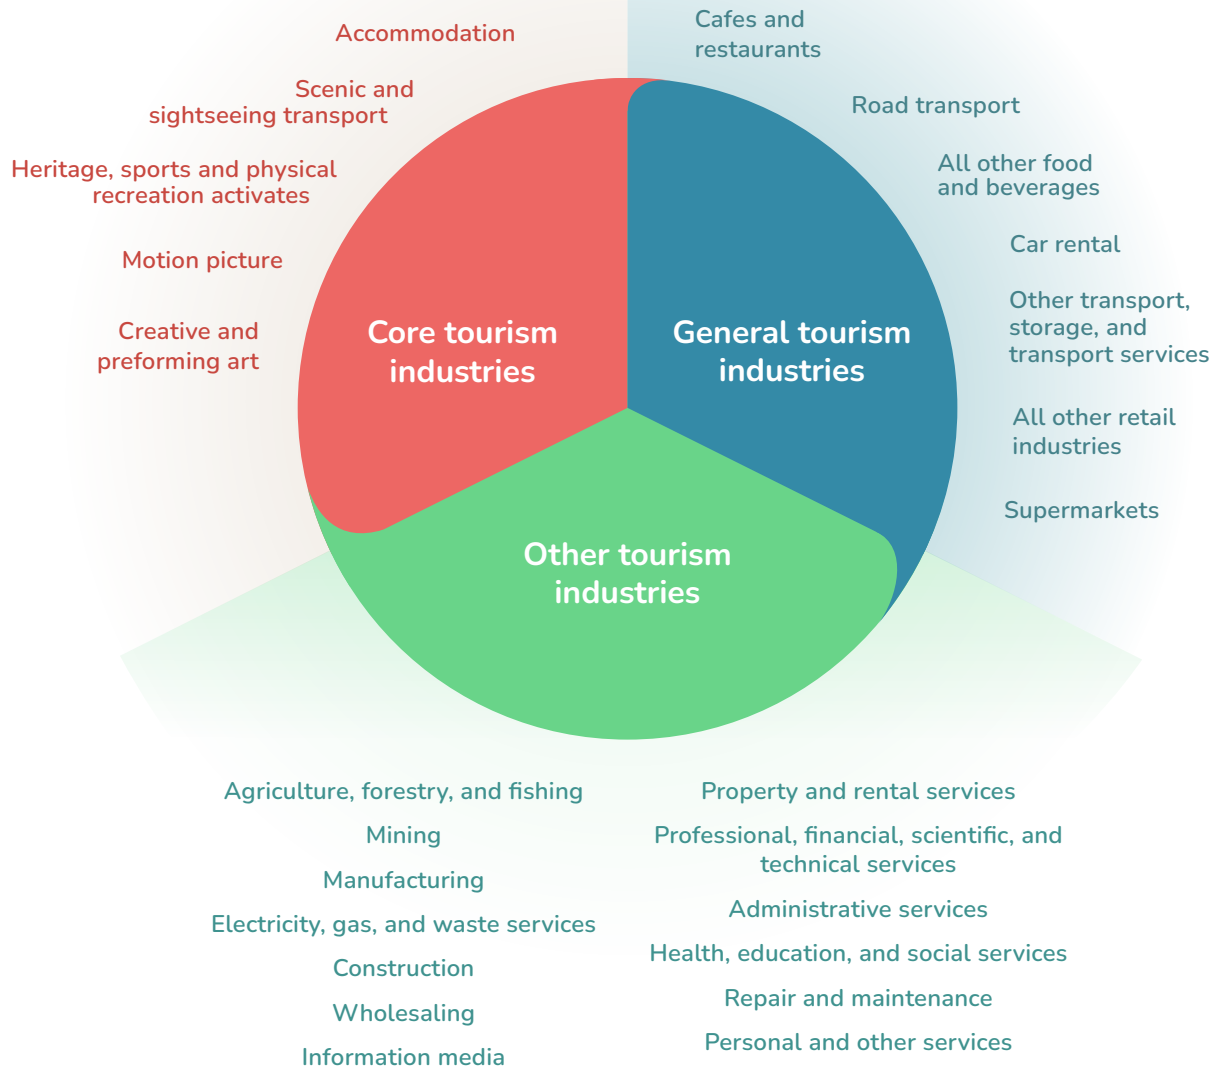 Accommodation
Scenic and
sightseeing transport
Heritage, sports and physical
recreation activates
Motion picture
Creative and
preforming art
Core tourism
industries
Cafes and
restaurants
Road transport
All other food
and beverages
Car rental
Other transport,
storage, and
transport services
All other retail
industries
Supermarkets
General tourism
industries
Other tourism
industries
Agriculture, forestry, and fishing
Mining
Manufacturing
Electricity, gas, and waste services
Construction
Wholesaling
Information media
Property and rental services
Professional, financial, scientific, and
technical services
Administrative services
Health, education, and social services
Repair and maintenance
Personal and other services